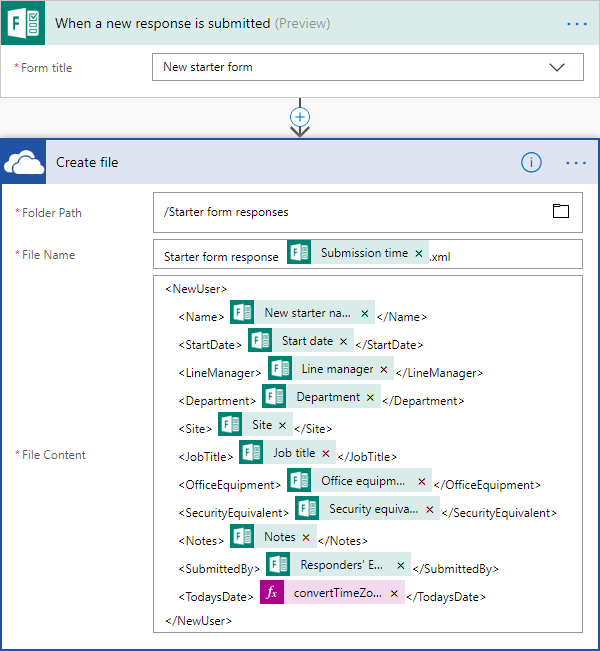 When a new response is submitted (Preview)
* Form title New starter form
Create file
* Folder Path /Starter form responses
* File Name Starter form response Submission time × .xml
<NewUser>
<Name> New starter na... × </Name>
<StartDate> Start date × </StartDate>
<LineManager> Line manager × </LineManager>
<Department> Department × </Department>
<Site> Site × </Site>
* File Content <JobTitle> Job title × </JobTitle>
<OfficeEquipment> Office equipm... × </OfficeEquipment>
<SecurityEquivalent> Security equiva... × </SecurityEquivalent>
<Notes> Notes × </Notes>
<SubmittedBy> Responders' E... × </SubmittedBy>
<TodaysDate> fx convertTimeZo... × </TodaysDate>
</NewUser>